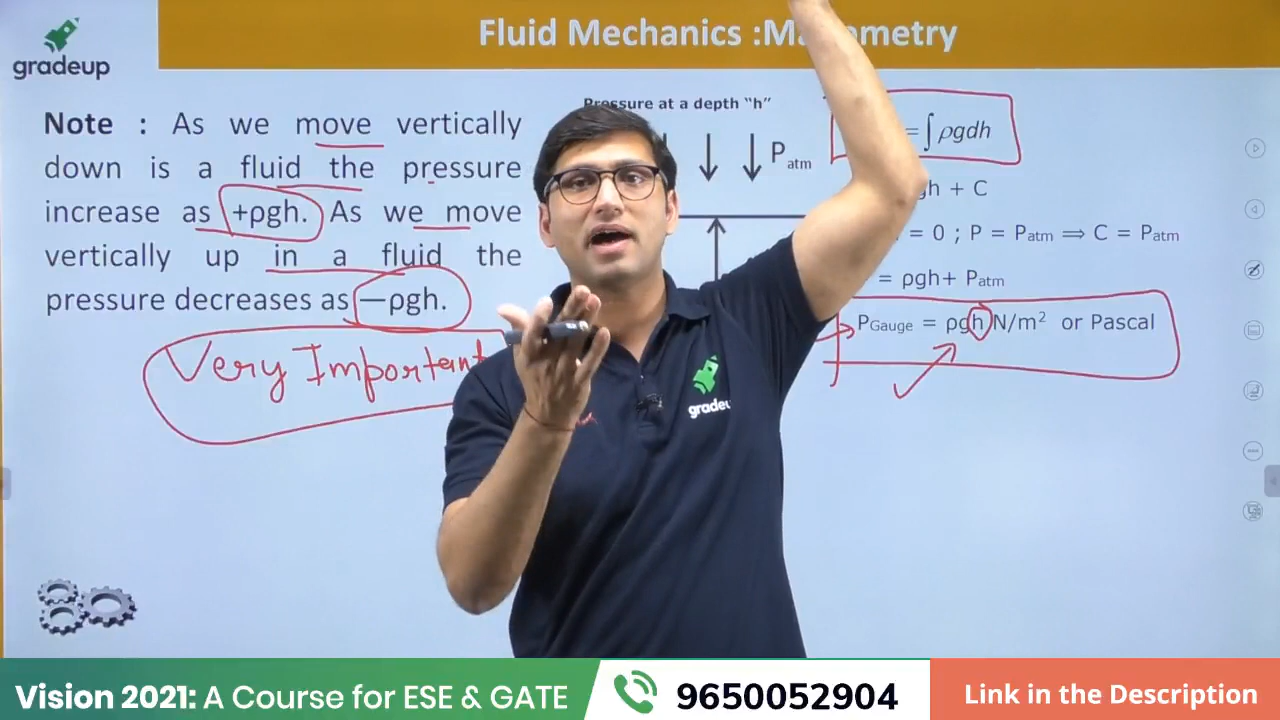 Fluid Mechanics :Ma ometry
gradeup
Pressure at a depth "h"
Note : As we move vertically
down is a fluid the pressure
increase as +ρgh. As we move
vertically up in a fluid the
pressure decreases as —ρgh.
Very Important
Patm
= ∫ ρgdh
gh + C
= 0 ; P = Patm ⟹ C = Patm
= ρgh+ Patm
PGauge = ρgh N/m² or Pascal
gradeu
Vision 2021: A Course for ESE & GATE
9650052904
Link in the Description